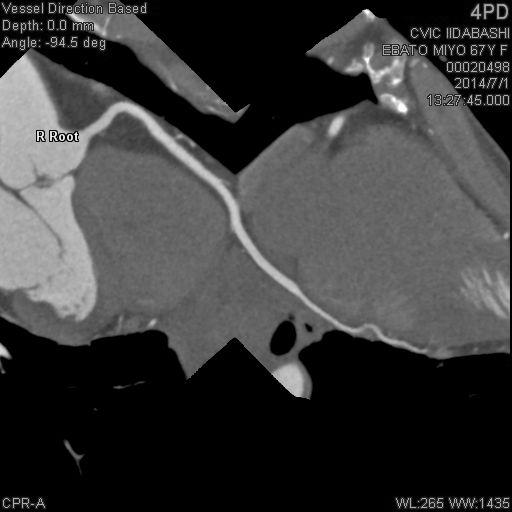 Vessel Direction Based
Depth: 0.0 mm
Angle: -94.5 deg
4PD
CVIC IIDABASHI
EBATO MIYO 67Y F
00020498
2014/7/1
13:27:45.000
R Root
CPR-A
WL:265 WW:1435